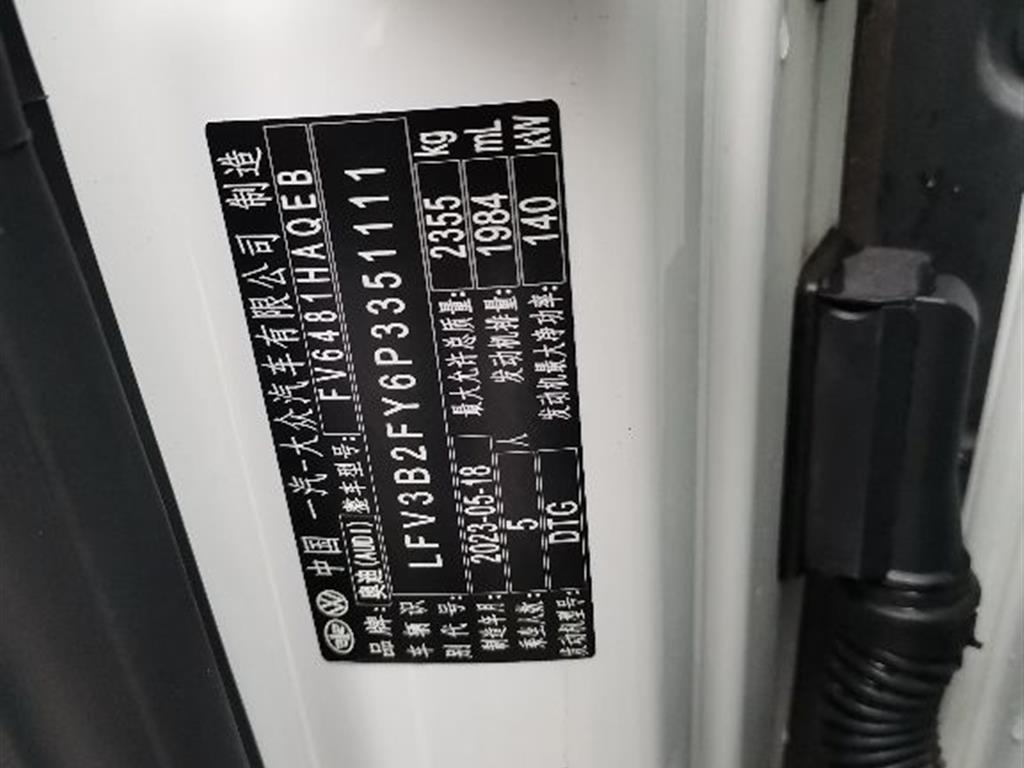 中国 一汽-大众汽车有限公司 制造
品牌: 奥迪(AUDI) 整车型号: FV6481HAQEB
车辆识别代号: LFV3B2FY6P3351111
制造年月: 2023-05-18 最大允许总质量: 2355 kg
乘坐人数: 5 人 发动机排量: 1984 mL
发动机型号: DTG 发动机最大净功率: 140 kW